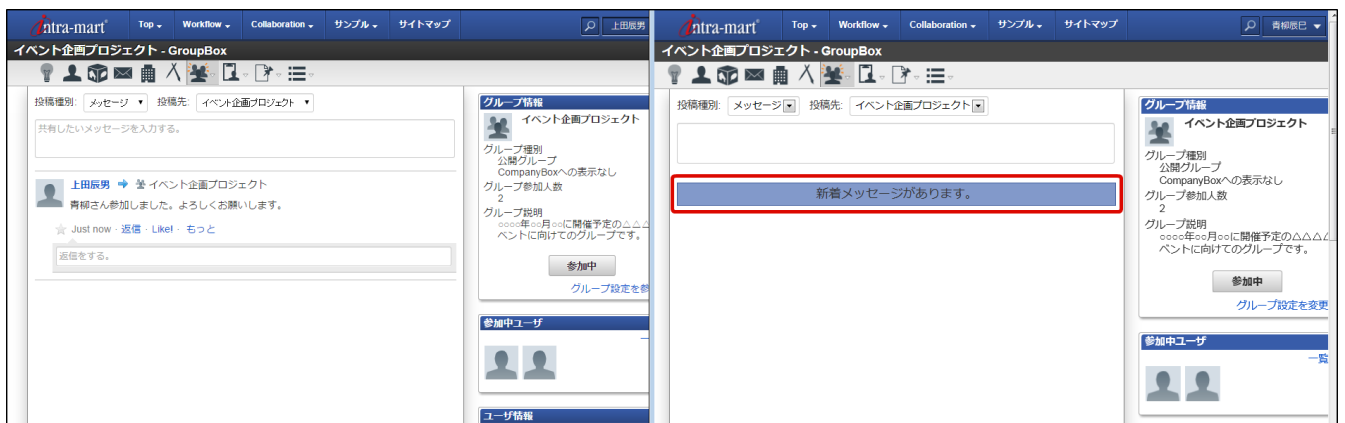 intra-mart Top Workflow Collaboration サンプル サイトマップ 上田辰男
イベント企画プロジェクト - GroupBox
投稿種別: メッセージ 投稿先: イベント企画プロジェクト
共有したいメッセージを入力する。
上田辰男 イベント企画プロジェクト
青柳さん参加しました。よろしくお願いします。
Just now · 返信 · Like! · もっと
返信をする。
グループ情報
イベント企画プロジェクト
グループ種別
公開グループ
CompanyBoxへの表示なし
グループ参加人数
2
グループ説明
○○○○年○○月○○に開催予定の△△△
ベントに向けてのグループです。
参加中
グループ設定を参
参加中ユーザ
一
ユーザ情報
intra-mart Top Workflow Collaboration サンプル サイトマップ 青柳辰巳
イベント企画プロジェクト - GroupBox
投稿種別: メッセージ 投稿先: イベント企画プロジェクト
新着メッセージがあります。
グループ情報
イベント企画プロジェクト
グループ種別
公開グループ
CompanyBoxへの表示なし
グループ参加人数
2
グループ説明
○○○○年○○月○○に開催予定の△△△△
ベントに向けてのグループです。
参加中
グループ設定を変更
参加中ユーザ
一覧